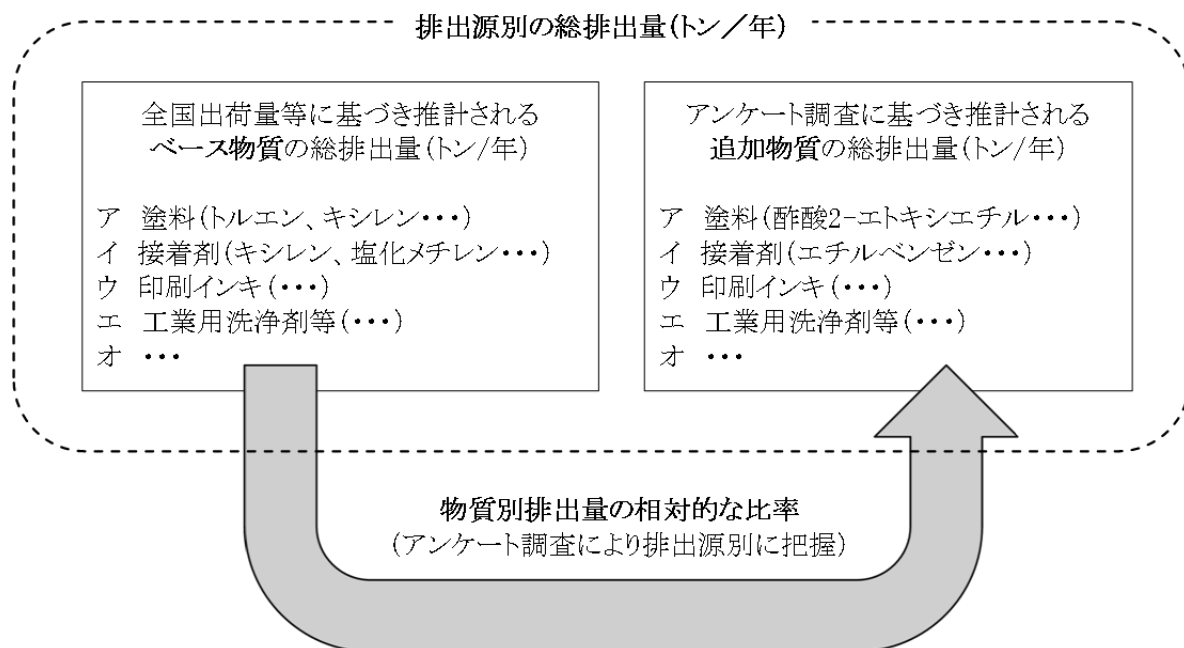 排出源別の総排出量(トン／年)
全国出荷量等に基づき推計される
ベース物質の総排出量(トン/年)
ア 塗料(トルエン、キシレン・・・)
イ 接着剤(キシレン、塩化メチレン・・・)
ウ 印刷インキ(・・・)
エ 工業用洗浄剤等(・・・)
オ ・・・
アンケート調査に基づき推計される
追加物質の総排出量(トン/年)
ア 塗料(酢酸2-エトキシエチル・・・)
イ 接着剤(エチルベンゼン・・・)
ウ 印刷インキ(・・・)
エ 工業用洗浄剤等(・・・)
オ ・・・
物質別排出量の相対的な比率
(アンケート調査により排出源別に把握)